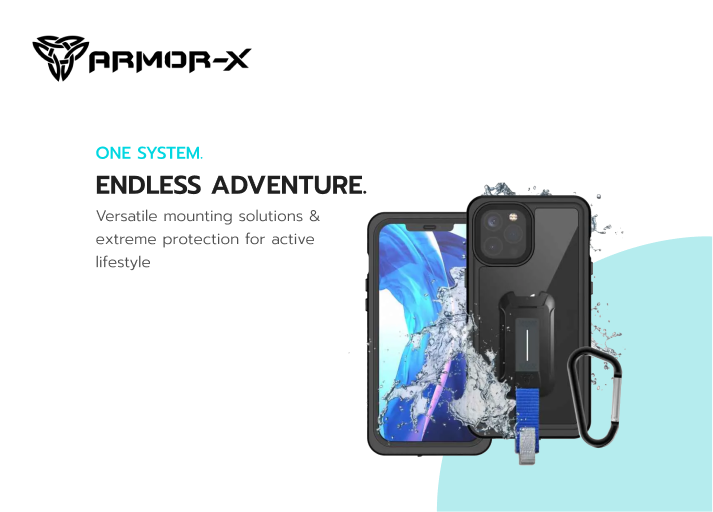 ARMOR-X
ONE SYSTEM.
ENDLESS ADVENTURE.
Versatile mounting solutions &
extreme protection for active
lifestyle